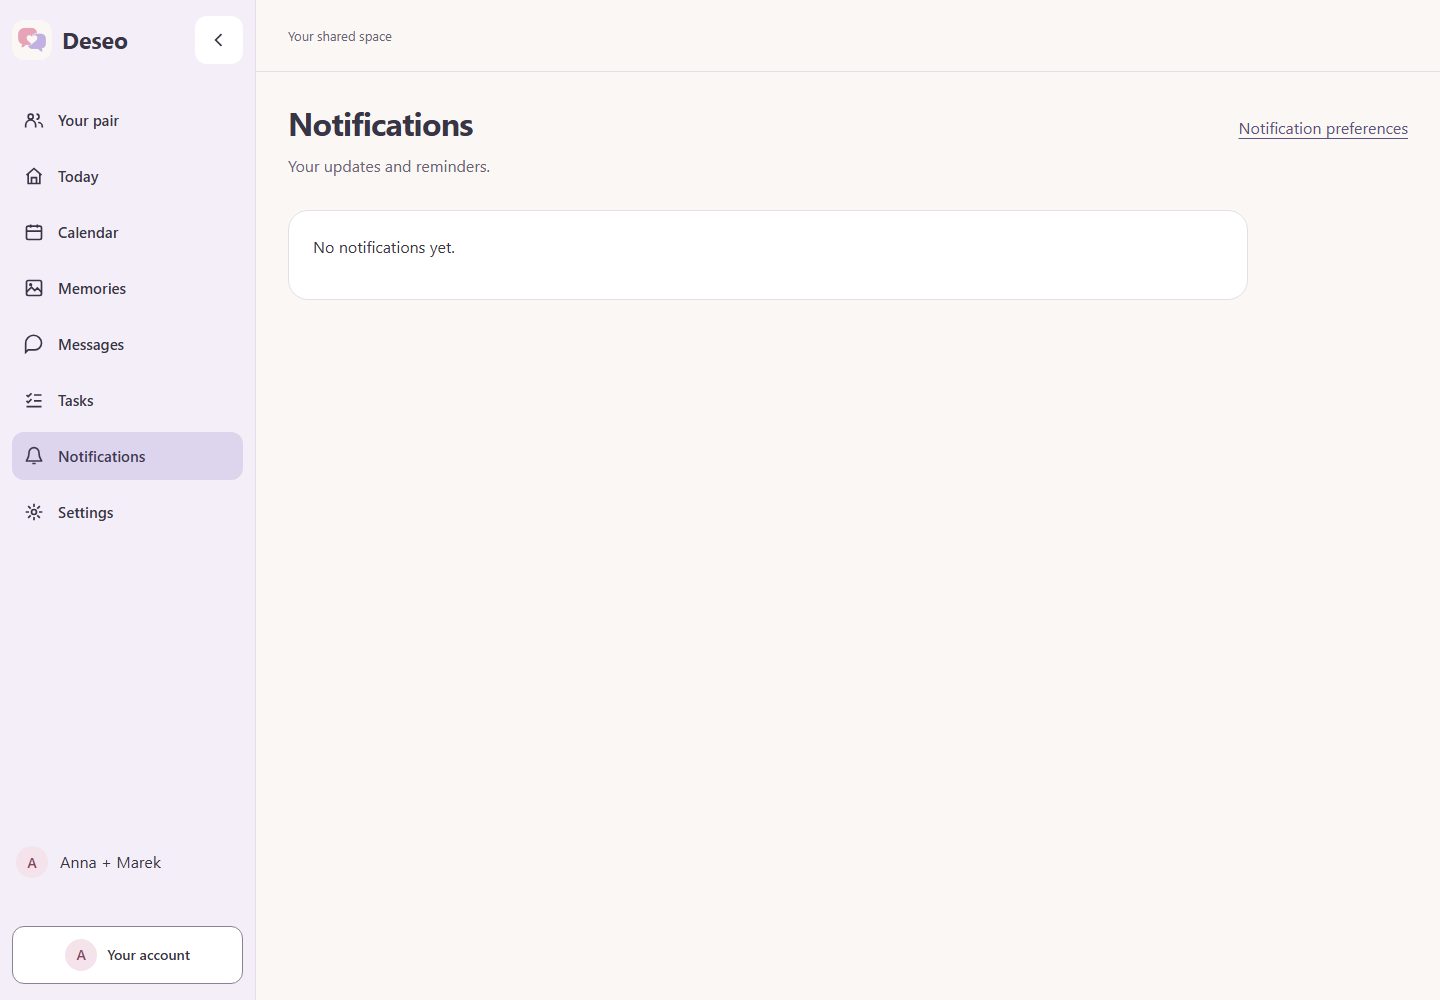 Deseo
Your pair
Today
Calendar
Memories
Messages
Tasks
Notifications
Settings
A
Anna + Marek
A
Your account
Your shared space
Notifications
Notification preferences
Your updates and reminders.
No notifications yet.